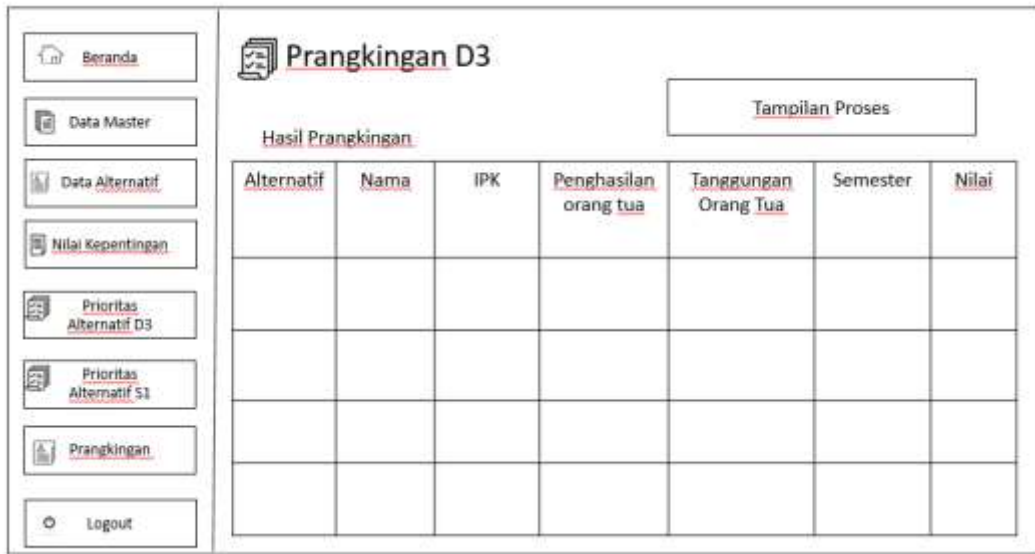 Beranda
Data Master
Data Alternatif
Nilai Kepentingan
Prioritas
Alternatif D3
Prioritas
Alternatif S1
Prangkingan
Logout
Prangkingan D3
Tampilan Proses
Hasil Prangkingan
Alternatif Nama IPK Penghasilan Tanggungan Semester Nilai
orang tua Orang Tua